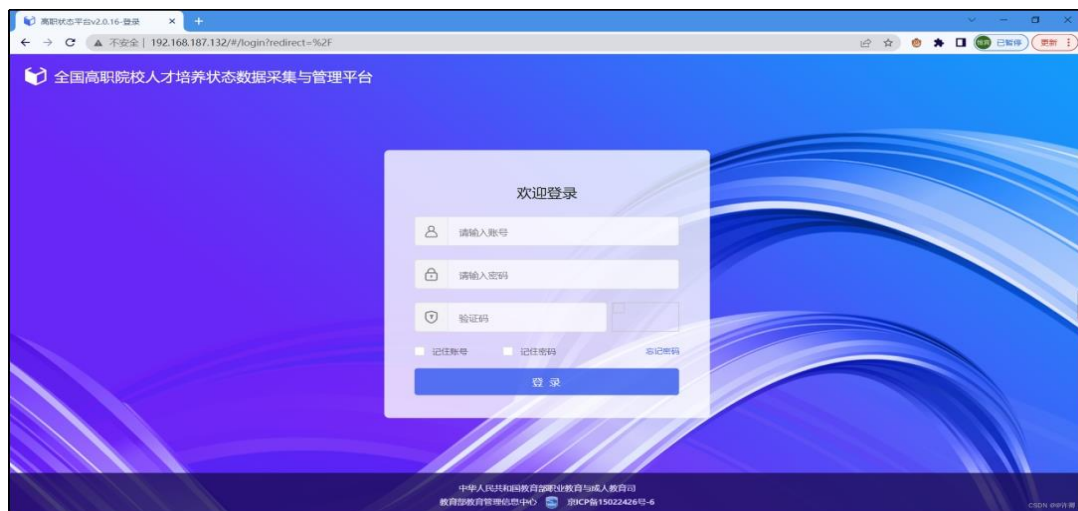 高职状态平台v2.0.16-登录
不安全 | 192.168.187.132/#/login?redirect=%2F
已暂停
更新
全国高职院校人才培养状态数据采集与管理平台
欢迎登录
请输入账号
请输入密码
验证码
记住账号 记住密码 忘记密码
登 录
中华人民共和国教育部职业教育与成人教育司
教育部教育管理信息中心 京ICP备15022426号-6